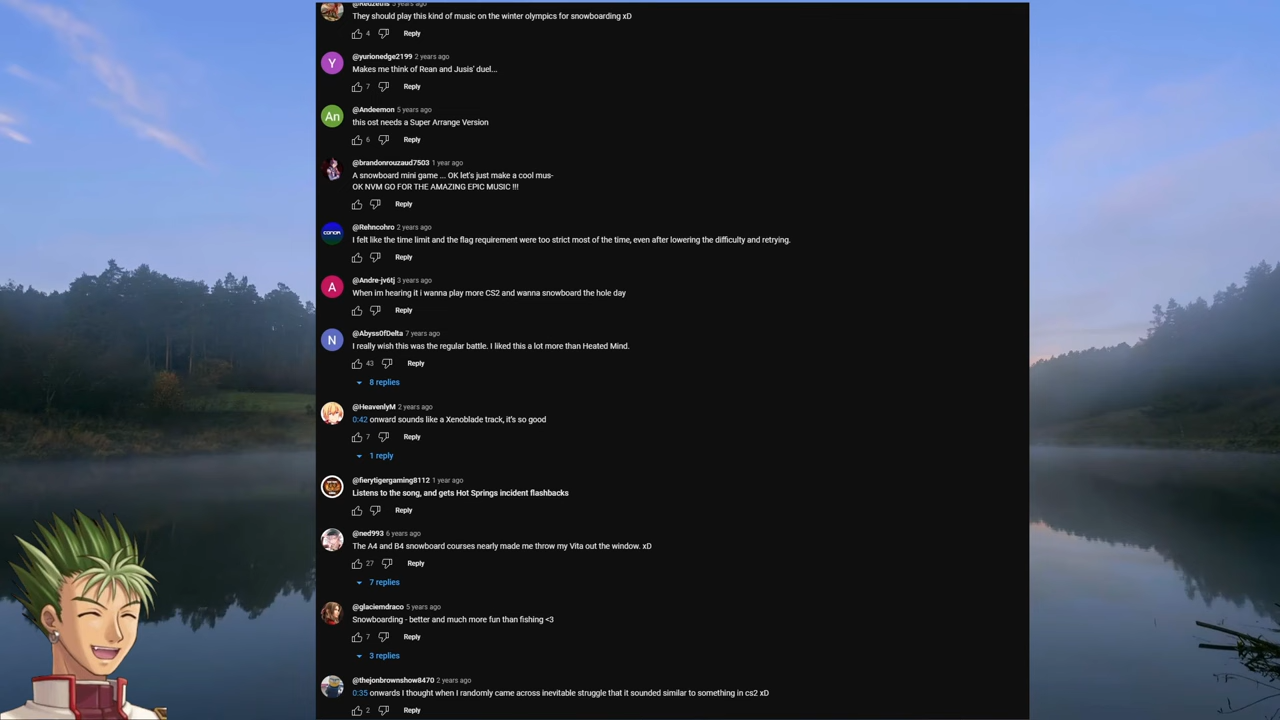 @Redzeths 3 years ago
They should play this kind of music on the winter olympics for snowboarding xD
4 Reply
Y @yurionedge2199 2 years ago
Makes me think of Rean and Jusis' duel...
7 Reply
An @Andeemon 5 years ago
this ost needs a Super Arrange Version
6 Reply
@brandonrouzaud7503 1 year ago
A snowboard mini game ... OK let's just make a cool mus-
OK NVM GO FOR THE AMAZING EPIC MUSIC !!!
Reply
CONOR @Rehncohro 2 years ago
I felt like the time limit and the flag requirement were too strict most of the time, even after lowering the difficulty and retrying.
Reply
A @Andre-jv6tj 3 years ago
When im hearing it i wanna play more CS2 and wanna snowboard the hole day
Reply
N @Abyss0fDelta 7 years ago
I really wish this was the regular battle. I liked this a lot more than Heated Mind.
43 Reply
8 replies
@HeavenlyM 2 years ago
0:42 onward sounds like a Xenoblade track, it's so good
7 Reply
1 reply
@fierytigergaming8112 1 year ago
Listens to the song, and gets Hot Springs incident flashbacks
Reply
@ned993 6 years ago
The A4 and B4 snowboard courses nearly made me throw my Vita out the window. xD
27 Reply
7 replies
@glaciemdraco 5 years ago
Snowboarding - better and much more fun than fishing <3
7 Reply
3 replies
@thejonbrownshow8470 2 years ago
0:35 onwards I thought when I randomly came across inevitable struggle that it sounded similar to something in cs2 xD
2 Reply